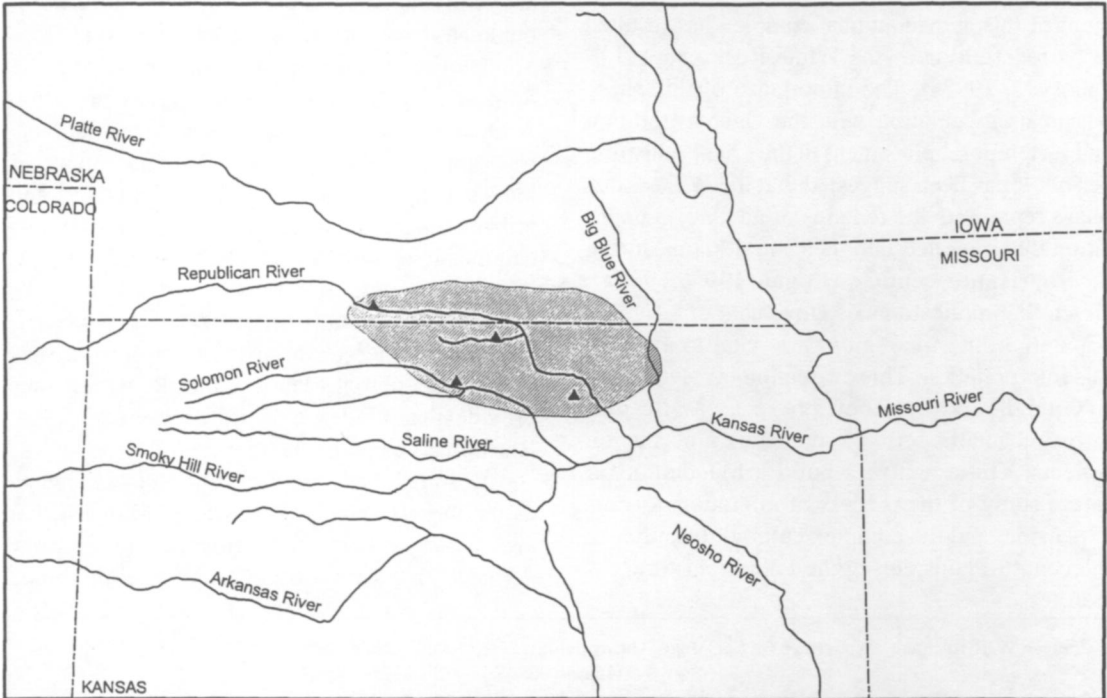 Platte River
NEBRASKA
COLORADO
Big Blue River
IOWA
MISSOURI
Republican River
Solomon River
Missouri River
Kansas River
Saline River
Smoky Hill River
Neosho River
Arkansas River
KANSAS